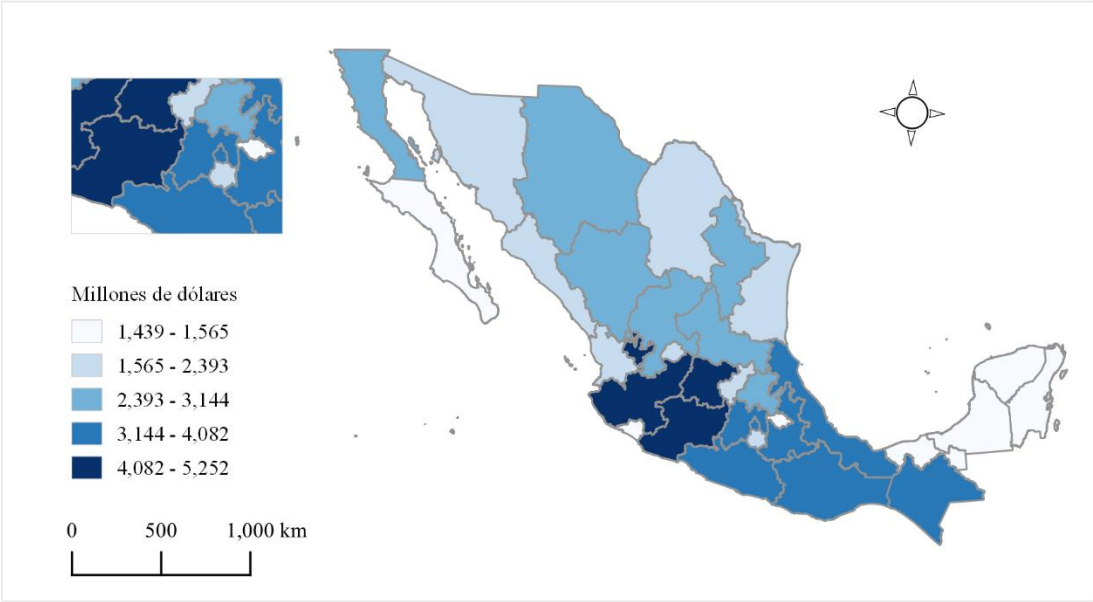 Millones de dólares
1,439 - 1,565
1,565 - 2,393
2,393 - 3,144
3,144 - 4,082
4,082 - 5,252
0 500 1,000 km